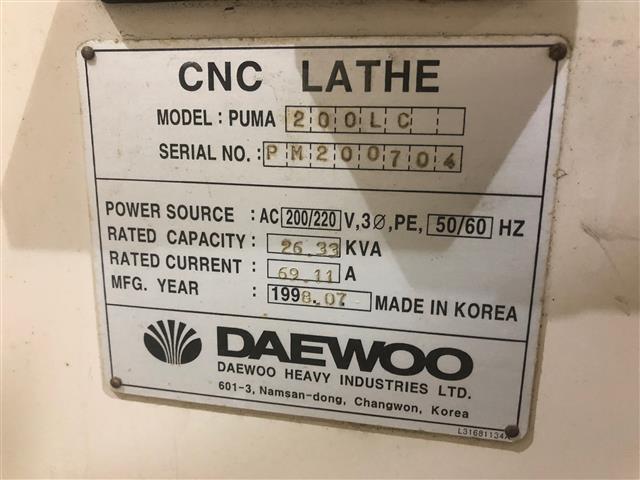 CNC LATHE
MODEL : PUMA 200LC
SERIAL NO. : PM200704
POWER SOURCE : AC 200/220 V, 3Ø, PE, 50/60 HZ
RATED CAPACITY : 26.33 KVA
RATED CURRENT : 69.11 A
MFG. YEAR : 1998.07 MADE IN KOREA
DAEWOO
DAEWOO HEAVY INDUSTRIES LTD.
601-3, Namsan-dong, Changwon, Korea
L31681134A